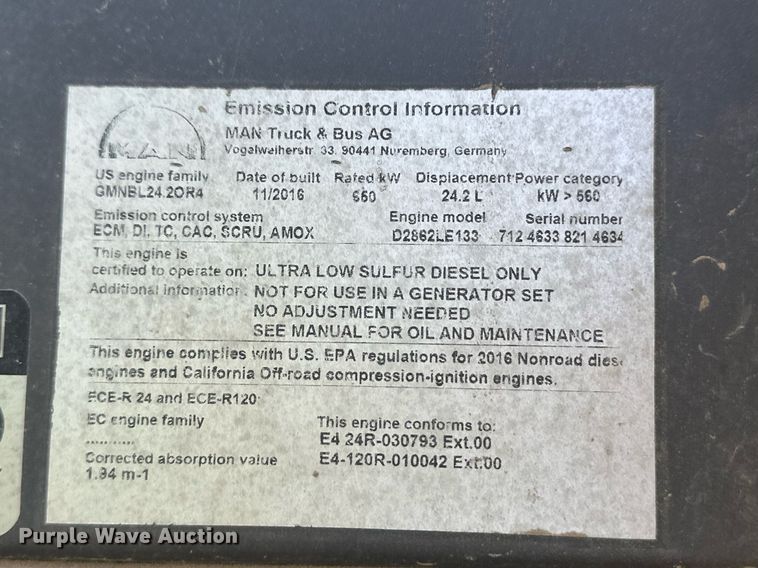 Emission Control Information
MAN Truck & Bus AG
Vogelweiherstr. 33, 90441 Nuremberg, Germany
MAN
US engine family Date of built Rated kW Displacement Power category
GMNBL24.2OR4 11/2016 660 24.2 L kW > 560
Emission control system Engine model Serial number
ECM, DI, TC, CAC, SCRU, AMOX D2862LE133 712 4633 821 4634
This engine is
certified to operate on: ULTRA LOW SULFUR DIESEL ONLY
Additional information: NOT FOR USE IN A GENERATOR SET
NO ADJUSTMENT NEEDED
SEE MANUAL FOR OIL AND MAINTENANCE
This engine complies with U.S. EPA regulations for 2016 Nonroad diese
engines and California Off-road compression-ignition engines.
ECE-R 24 and ECE-R120
EC engine family This engine conforms to:
........... E4 24R-030793 Ext.00
Corrected absorption value E4-120R-010042 Ext.00
1.94 m-1
Purple Wave Auction